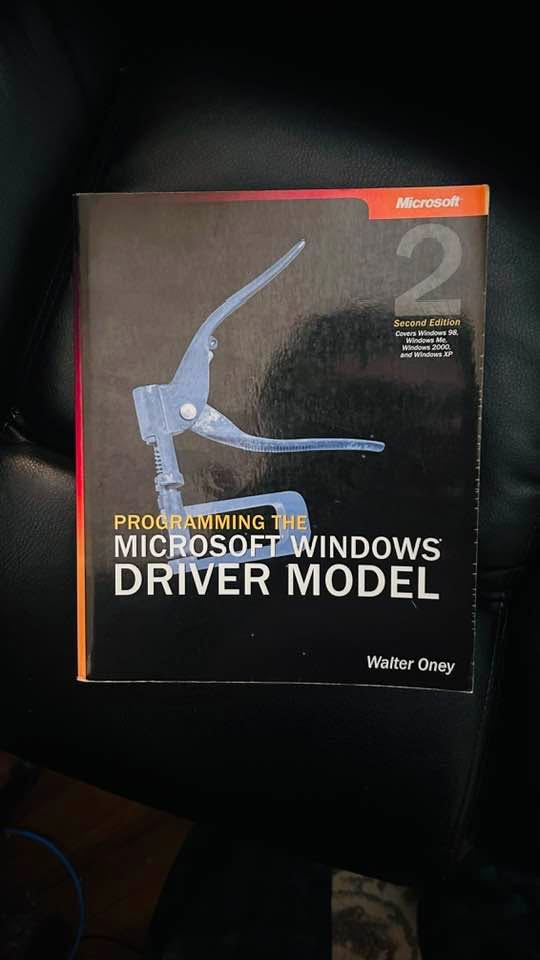 Microsoft
2
Second Edition
Covers Windows 98,
Windows Me,
Windows 2000,
and Windows XP
PROGRAMMING THE
MICROSOFT WINDOWS
DRIVER MODEL
Walter Oney